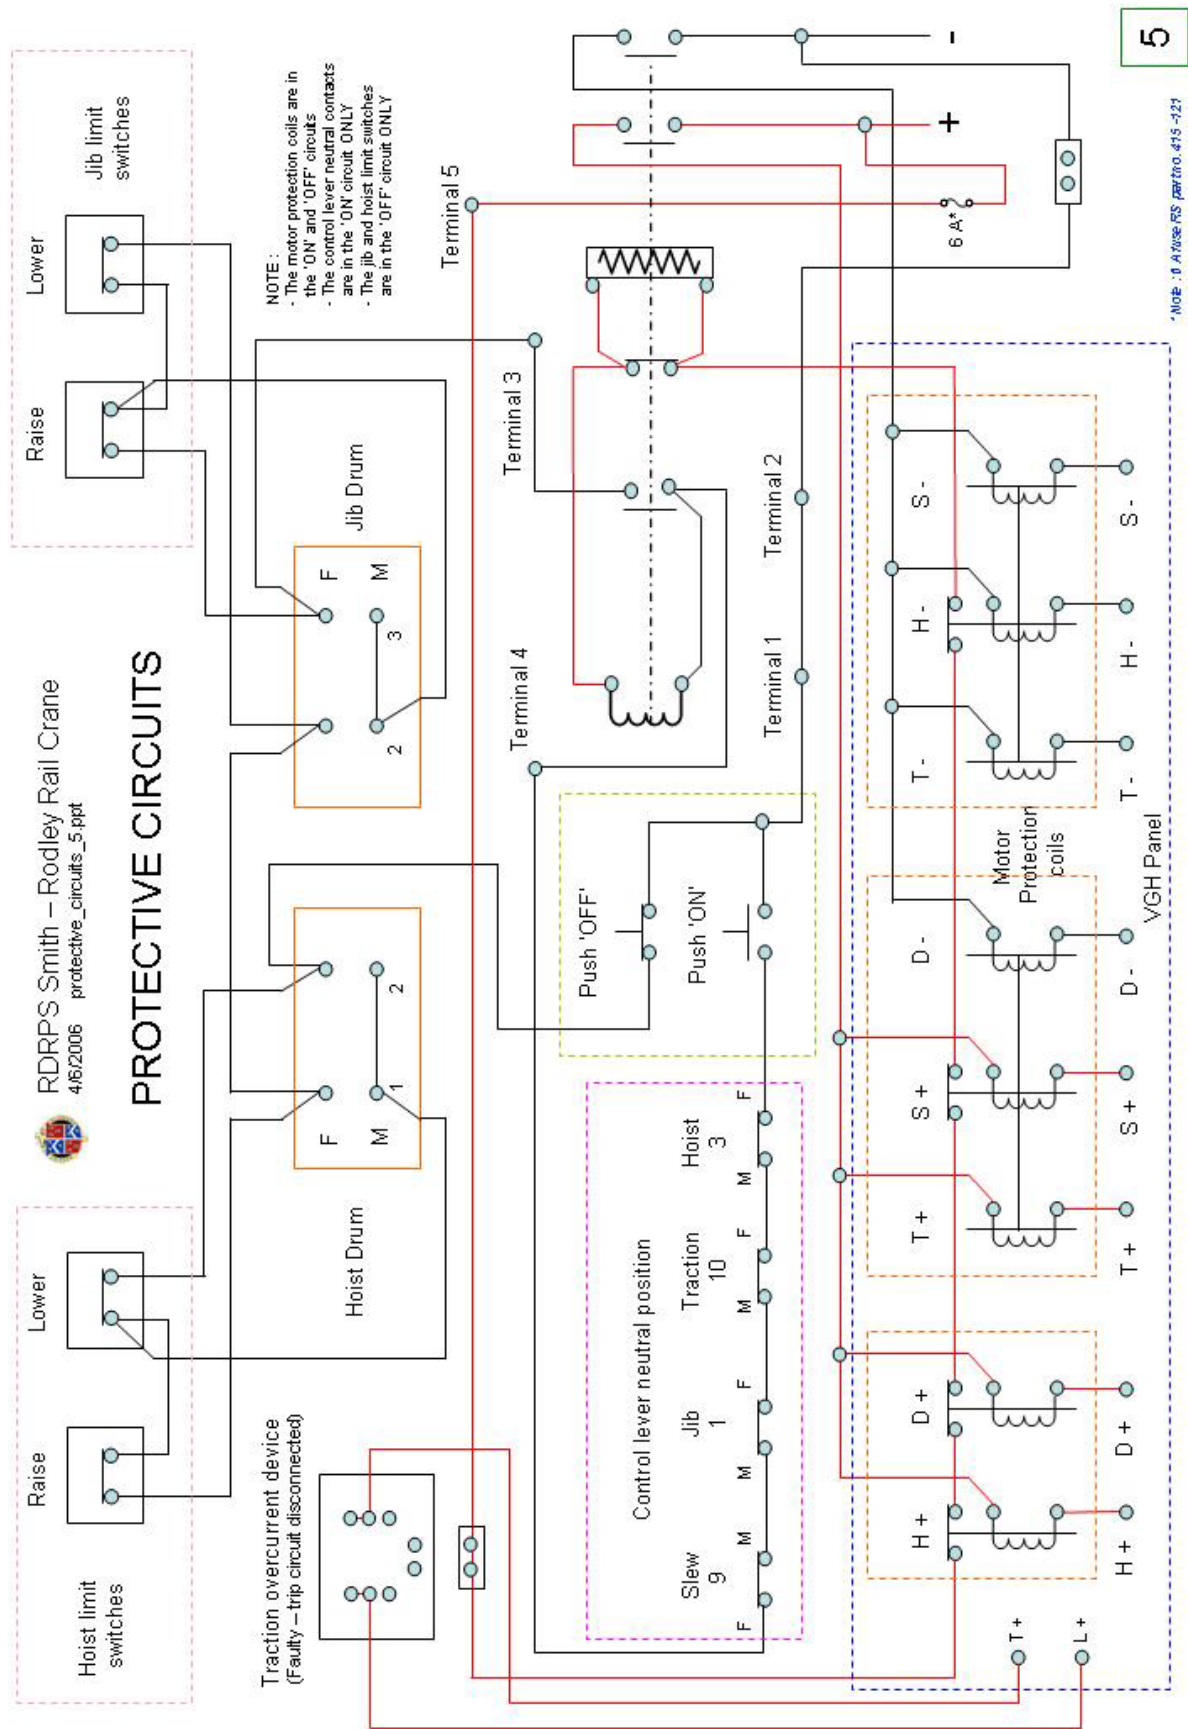 RDRPS Smith – Rodley Rail Crane
4/6/2006 protective_circuits_5.ppt
PROTECTIVE CIRCUITS
Hoist limit
switches
Raise
Lower
Raise
Lower
Jib limit
switches
NOTE :
- The motor protection coils are in
the 'ON' and 'OFF' circuits
- The control lever neutral contacts
are in the 'ON' circuit ONLY
- The jib and hoist limit switches
are in the 'OFF' circuit ONLY
Traction overcurrent device
(Faulty – trip circuit disconnected)
Hoist Drum
F
M
1
2
Jib Drum
F
M
2
3
Terminal 5
Terminal 4
Terminal 3
Control lever neutral position
Slew
9
F
M
Jib
1
M
F
Traction
10
M
F
Hoist
3
M
F
Push 'OFF'
Push 'ON'
Terminal 1
Terminal 2
6 A*
+
-
H +
D +
T +
S +
D -
T -
H -
S -
Motor
Protection
coils
T +
L +
H +
D +
T +
S +
D -
T -
H -
S -
VGH Panel
* Note : 6 A fuse RS part no. 415 -121
5